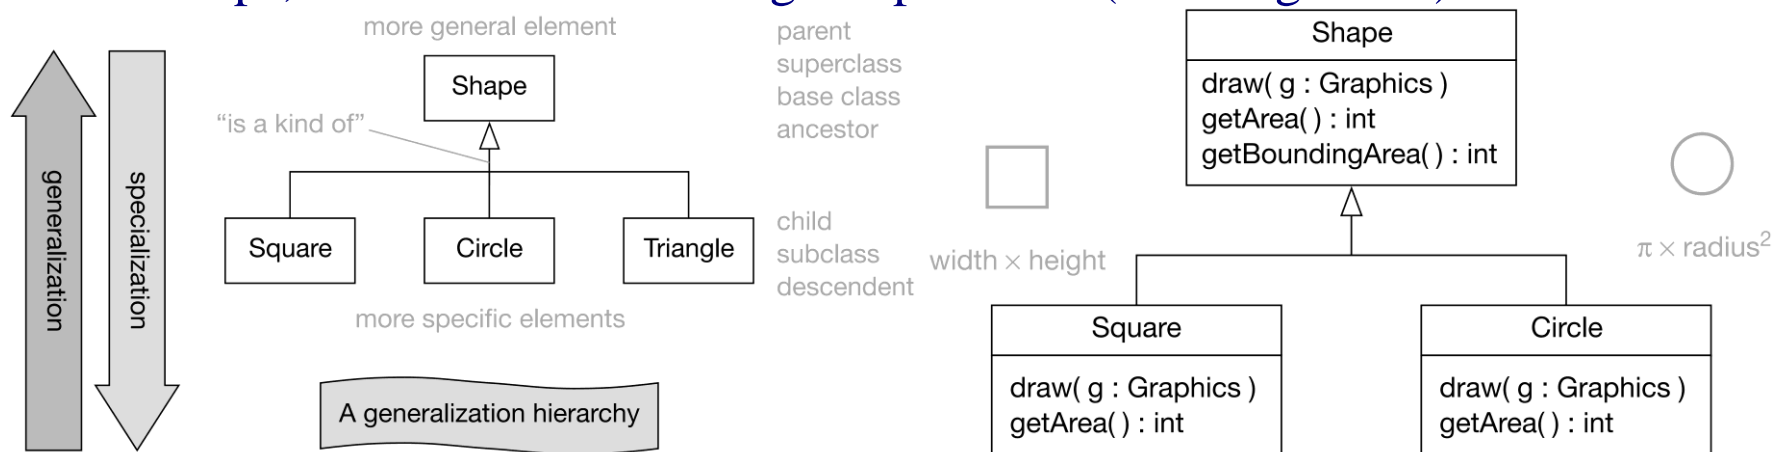 more general element
Shape
"is a kind of"
Square
Circle
Triangle
more specific elements
A generalization hierarchy
generalization
specialization
parent
superclass
base class
ancestor
child
subclass
descendent
Shape
draw( g : Graphics )
getArea( ) : int
getBoundingArea( ) : int
width × height
π × radius²
Square
draw( g : Graphics )
getArea( ) : int
Circle
draw( g : Graphics )
getArea( ) : int